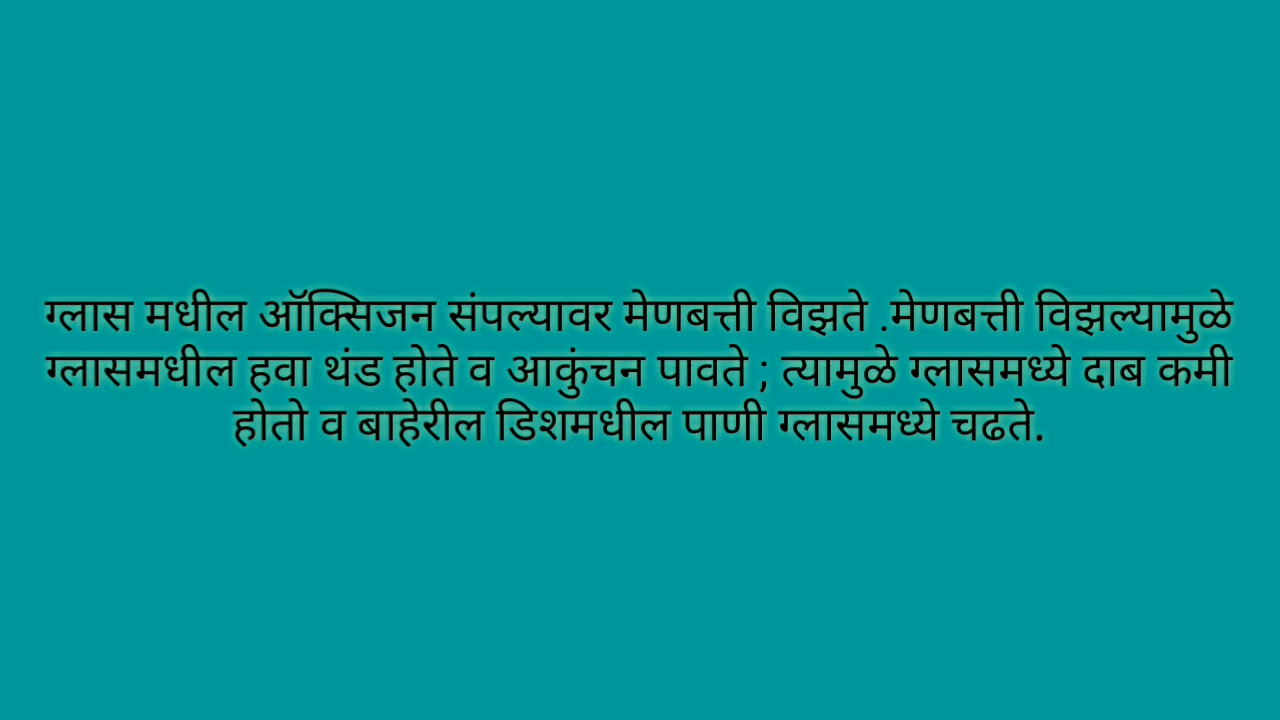 ग्लास मधील ऑक्सिजन संपल्यावर मेणबत्ती विझते .मेणबत्ती विझल्यामुळे
ग्लासमधील हवा थंड होते व आकुंचन पावते ; त्यामुळे ग्लासमध्ये दाब कमी
होतो व बाहेरील डिशमधील पाणी ग्लासमध्ये चढते.